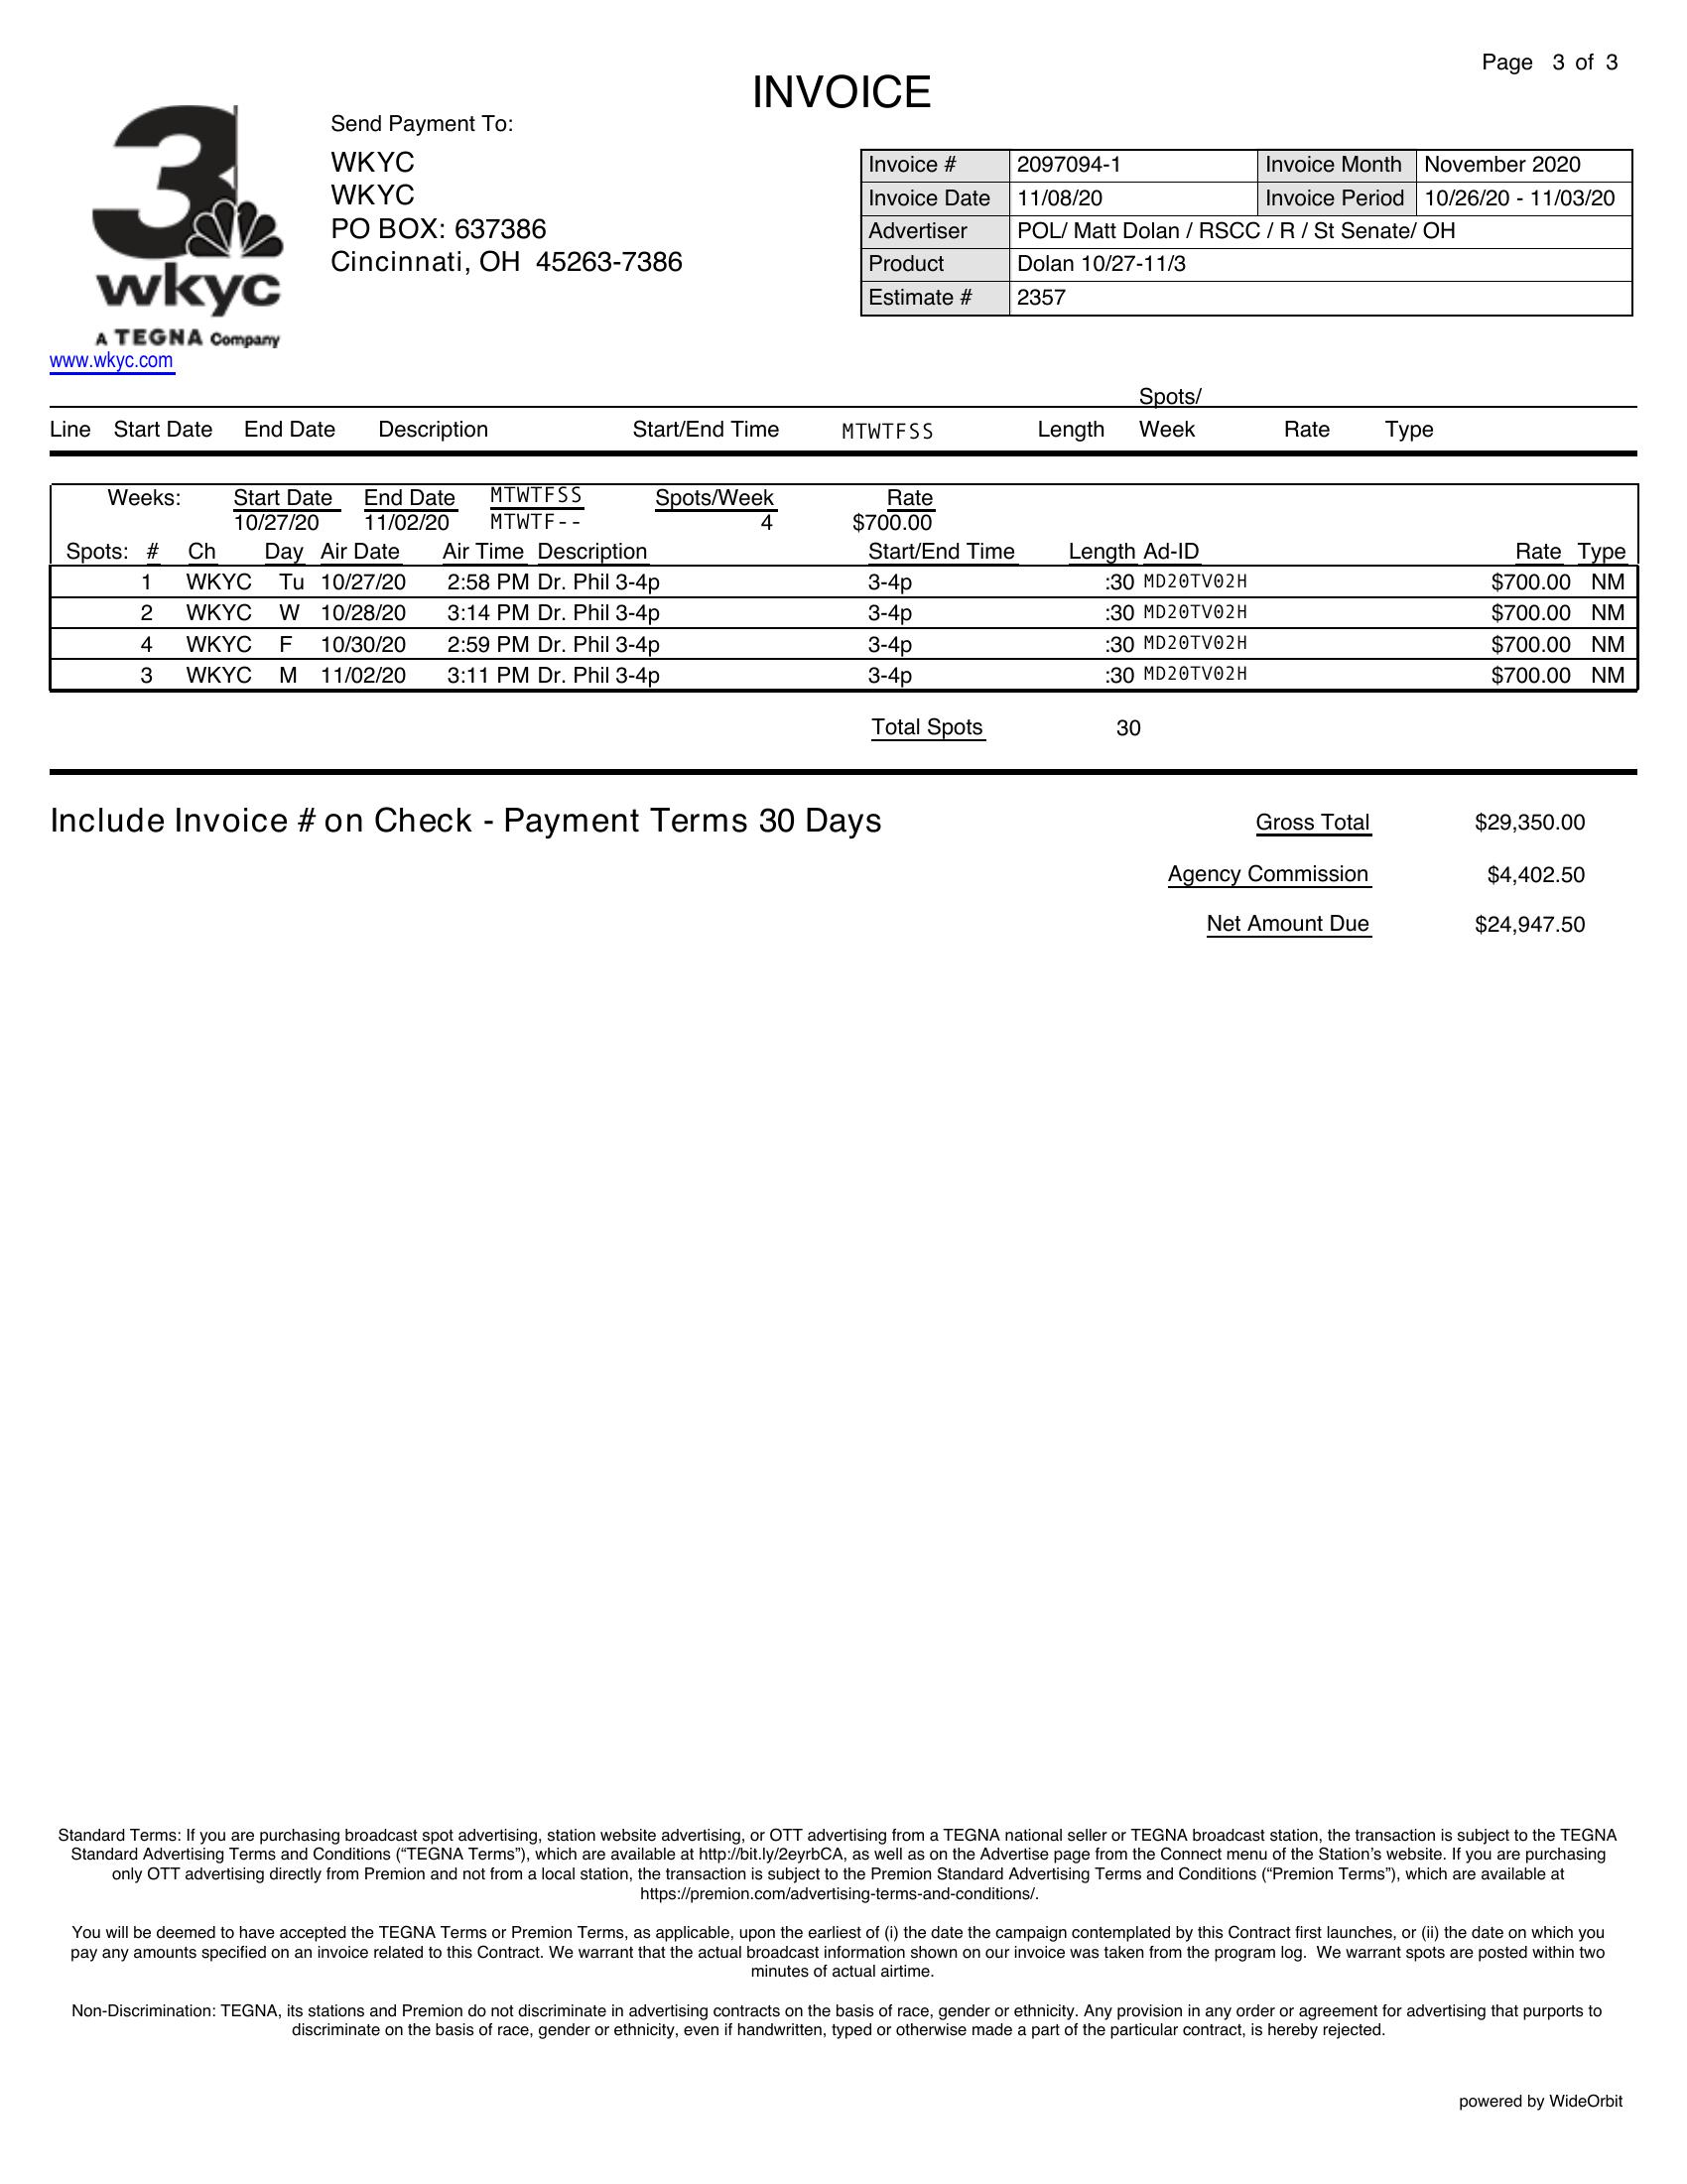 Page 3 of 3
INVOICE
3
wkyc
A TEGNA Company
www.wkyc.com
Send Payment To:
WKYC
WKYC
PO BOX: 637386
Cincinnati, OH 45263-7386
Invoice # 2097094-1 Invoice Month November 2020
Invoice Date 11/08/20 Invoice Period 10/26/20 - 11/03/20
Advertiser POL/ Matt Dolan / RSCC / R / St Senate/ OH
Product Dolan 10/27-11/3
Estimate # 2357
Spots/
Line Start Date End Date Description Start/End Time MTWTFSS Length Week Rate Type
Weeks: Start Date End Date MTWTFSS Spots/Week Rate
10/27/20 11/02/20 MTWTF-- 4 $700.00
Spots: # Ch Day Air Date Air Time Description Start/End Time Length Ad-ID Rate Type
1 WKYC Tu 10/27/20 2:58 PM Dr. Phil 3-4p 3-4p :30 MD20TV02H $700.00 NM
2 WKYC W 10/28/20 3:14 PM Dr. Phil 3-4p 3-4p :30 MD20TV02H $700.00 NM
4 WKYC F 10/30/20 2:59 PM Dr. Phil 3-4p 3-4p :30 MD20TV02H $700.00 NM
3 WKYC M 11/02/20 3:11 PM Dr. Phil 3-4p 3-4p :30 MD20TV02H $700.00 NM
Total Spots 30
Include Invoice # on Check - Payment Terms 30 Days
Gross Total $29,350.00
Agency Commission $4,402.50
Net Amount Due $24,947.50
Standard Terms: If you are purchasing broadcast spot advertising, station website advertising, or OTT advertising from a TEGNA national seller or TEGNA broadcast station, the transaction is subject to the TEGNA
Standard Advertising Terms and Conditions (“TEGNA Terms”), which are available at http://bit.ly/2eyrbCA, as well as on the Advertise page from the Connect menu of the Station’s website. If you are purchasing
only OTT advertising directly from Premion and not from a local station, the transaction is subject to the Premion Standard Advertising Terms and Conditions (“Premion Terms”), which are available at
https://premion.com/advertising-terms-and-conditions/.
You will be deemed to have accepted the TEGNA Terms or Premion Terms, as applicable, upon the earliest of (i) the date the campaign contemplated by this Contract first launches, or (ii) the date on which you
pay any amounts specified on an invoice related to this Contract. We warrant that the actual broadcast information shown on our invoice was taken from the program log. We warrant spots are posted within two
minutes of actual airtime.
Non-Discrimination: TEGNA, its stations and Premion do not discriminate in advertising contracts on the basis of race, gender or ethnicity. Any provision in any order or agreement for advertising that purports to
discriminate on the basis of race, gender or ethnicity, even if handwritten, typed or otherwise made a part of the particular contract, is hereby rejected.
powered by WideOrbit